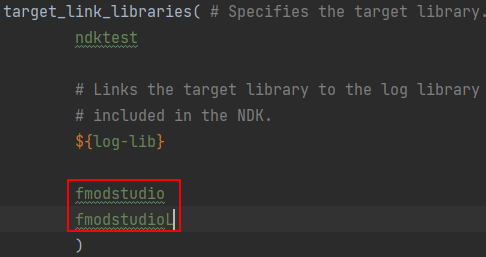 target_link_libraries( # Specifies the target library.
ndktest
# Links the target library to the log library
# included in the NDK.
${log-lib}
fmodstudio
fmodstudioL
)